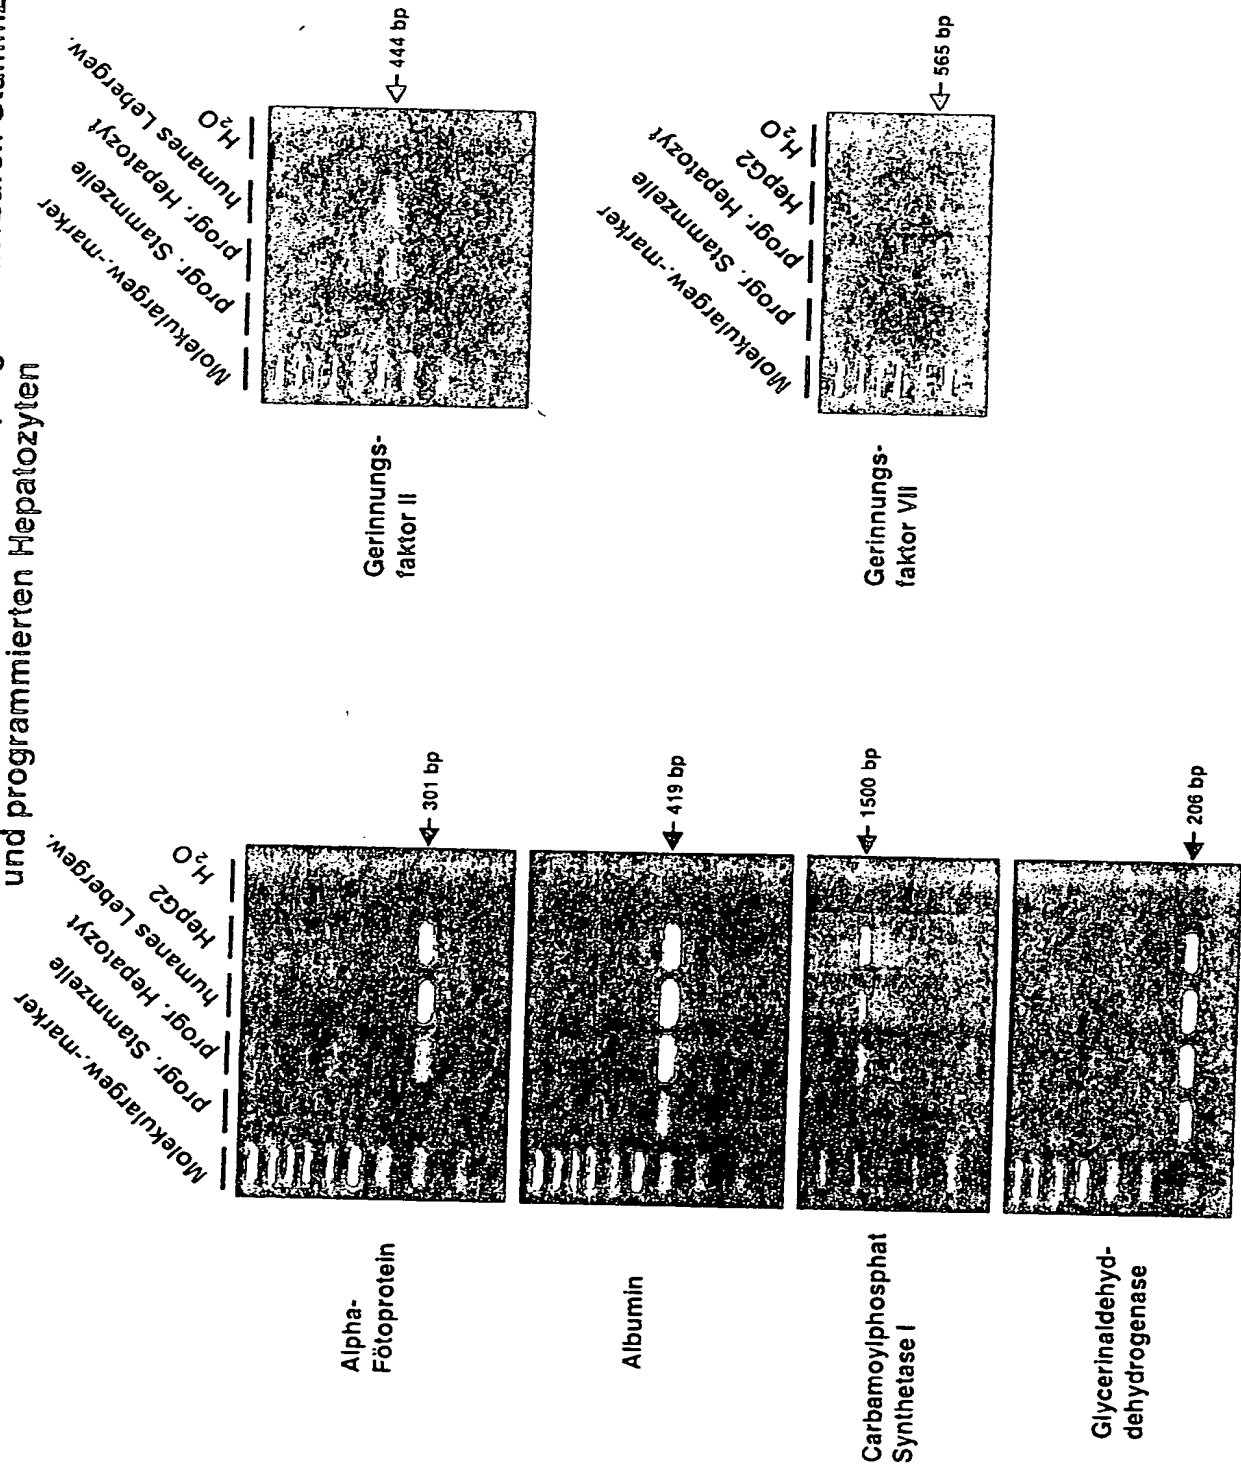 und programmierten Hepatozyten
Molekulargew.-marker
progr. Stammzelle
progr. Hepatozyt
humanes Lebergew.
HepG2
H₂O
Alpha-
Fötoprotein
301 bp
Albumin
419 bp
Carbamoylphosphat
Synthetase I
1500 bp
Glycerinaldehyd-
dehydrogenase
206 bp
Molekulargew.-marker
progr. Stammzelle
progr. Hepatozyt
humanes Lebergew.
H₂O
Gerinnungs-
faktor II
444 bp
Molekulargew.-marker
progr. Stammzelle
progr. Hepatozyt
HepG2
H₂O
Gerinnungs-
faktor VII
565 bp